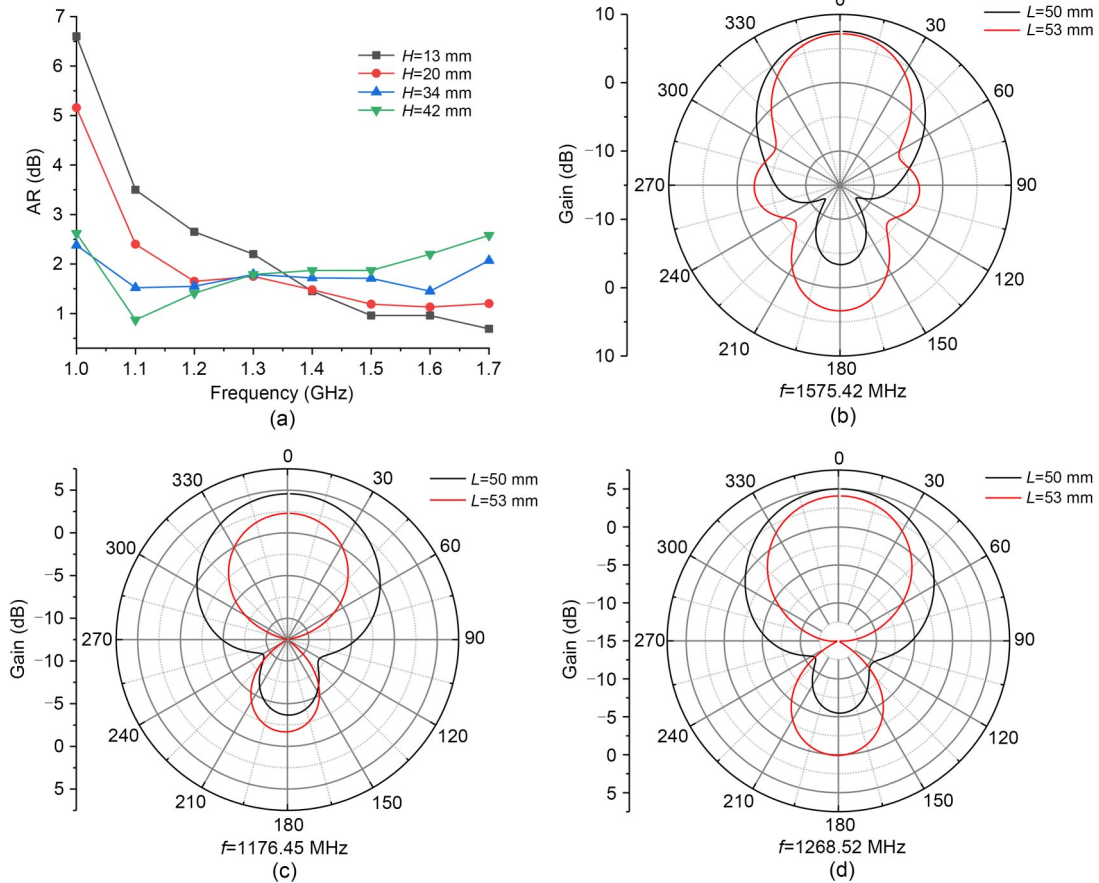 7
6
5
4
3
2
1
AR (dB)
H=13 mm
H=20 mm
H=34 mm
H=42 mm
1.0 1.1 1.2 1.3 1.4 1.5 1.6 1.7
Frequency (GHz)
(a)
10
0
−10
−10
0
10
Gain (dB)
0
30
60
90
120
150
180
210
240
270
300
330
L=50 mm
L=53 mm
f=1575.42 MHz
(b)
5
0
−5
−10
−10
−5
0
5
Gain (dB)
0
30
60
90
120
150
180
210
240
270
300
330
L=50 mm
L=53 mm
f=1176.45 MHz
(c)
5
0
−5
−10
−15
−10
−5
0
5
Gain (dB)
0
30
60
90
120
150
180
210
240
270
300
330
L=50 mm
L=53 mm
f=1268.52 MHz
(d)